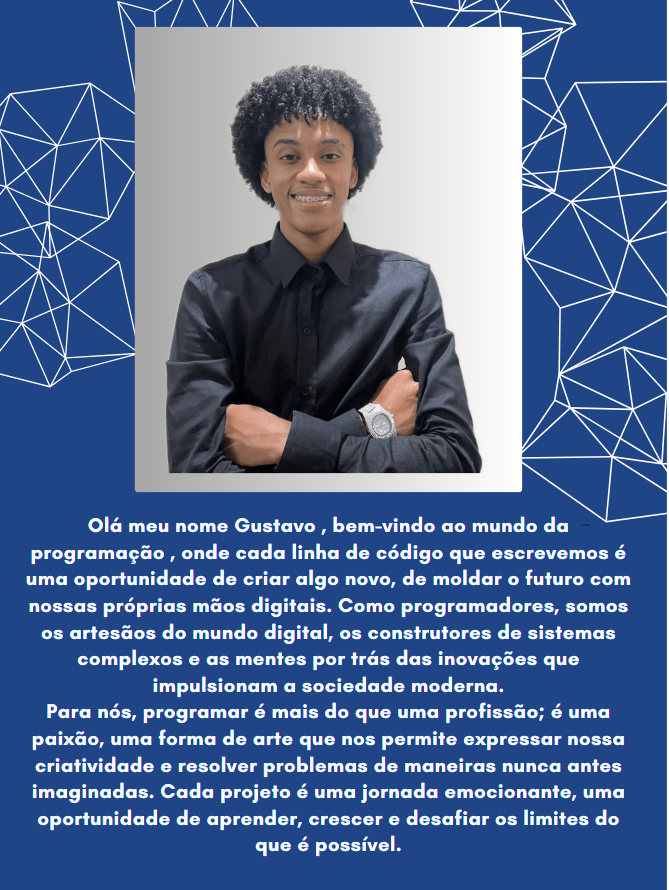 Olá meu nome Gustavo , bem-vindo ao mundo da
programação , onde cada linha de código que escrevemos é
uma oportunidade de criar algo novo, de moldar o futuro com
nossas próprias mãos digitais. Como programadores, somos
os artesãos do mundo digital, os construtores de sistemas
complexos e as mentes por trás das inovações que
impulsionam a sociedade moderna.
Para nós, programar é mais do que uma profissão; é uma
paixão, uma forma de arte que nos permite expressar nossa
criatividade e resolver problemas de maneiras nunca antes
imaginadas. Cada projeto é uma jornada emocionante, uma
oportunidade de aprender, crescer e desafiar os limites do
que é possível.